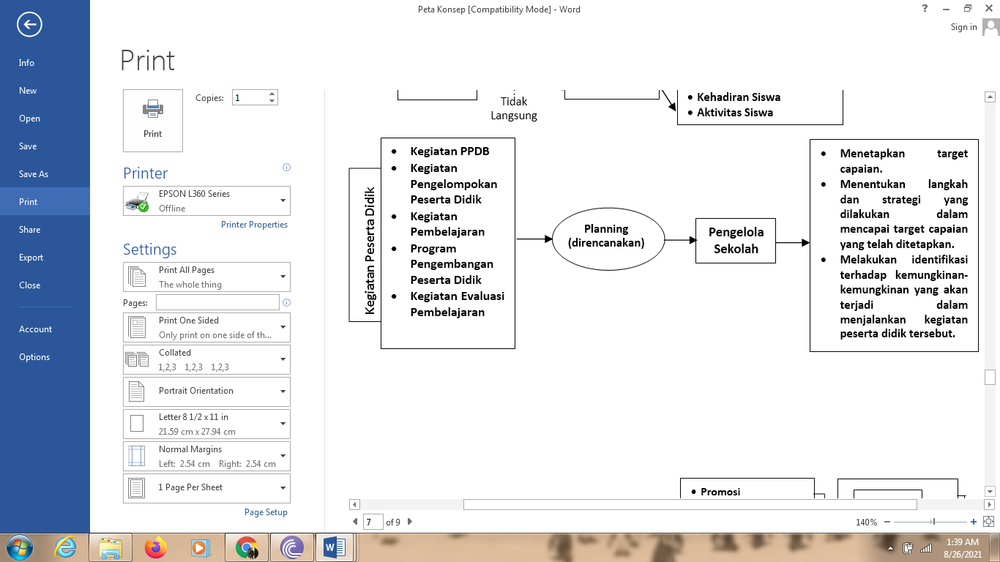 Peta Konsep [Compatibility Mode] - Word
?
Sign in
Info
New
Open
Save
Save As
Print
Share
Export
Close
Account
Options
Print
Print
Copies: 1
Printer
EPSON L360 Series
Offline
Printer Properties
Settings
Print All Pages
The whole thing
Pages:
Print One Sided
Only print on one side of th...
Collated
1,2,3 1,2,3 1,2,3
Portrait Orientation
Letter 8 1/2 x 11 in
21.59 cm x 27.94 cm
Normal Margins
Left: 2.54 cm Right: 2.54 cm
1 Page Per Sheet
Page Setup
Tidak
Langsung
• Kehadiran Siswa
• Aktivitas Siswa
Kegiatan Peserta Didik
• Kegiatan PPDB
• Kegiatan
Pengelompokan
Peserta Didik
• Kegiatan
Pembelajaran
• Program
Pengembangan
Peserta Didik
• Kegiatan Evaluasi
Pembelajaran
Planning
(direncanakan)
Pengelola
Sekolah
• Menetapkan target
capaian.
• Menentukan langkah
dan strategi yang
dilakukan dalam
mencapai target capaian
yang telah ditetapkan.
• Melakukan identifikasi
terhadap kemungkinan-
kemungkinan yang akan
terjadi dalam
menjalankan kegiatan
peserta didik tersebut.
• Promosi
7 of 9
140%
1:39 AM
8/26/2021